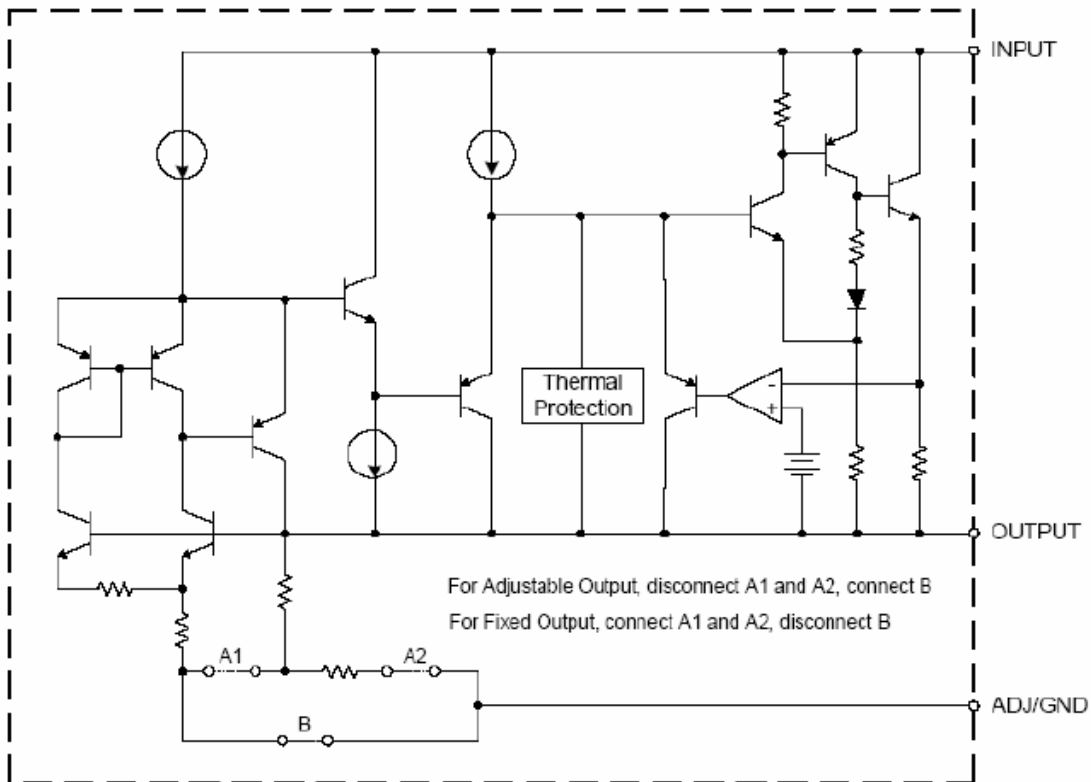 INPUT
Thermal
Protection
-
+
OUTPUT
For Adjustable Output, disconnect A1 and A2, connect B
For Fixed Output, connect A1 and A2, disconnect B
A1
A2
ADJ/GND
B